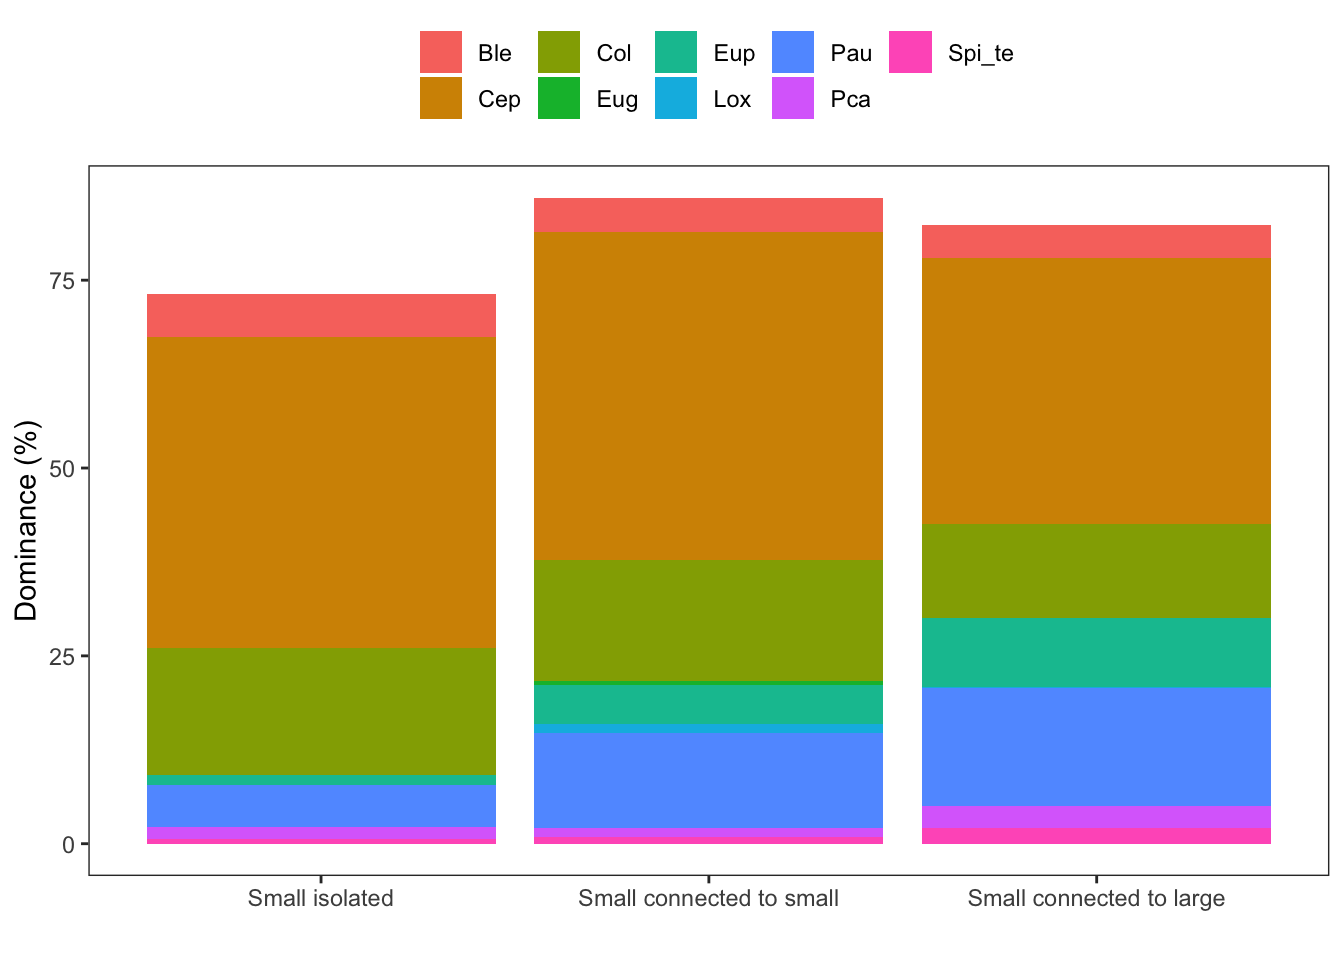 Ble Col Eup Pau Spi_te
Cep Eug Lox Pca
Dominance (%)
75
50
25
0
Small isolated Small connected to small Small connected to large